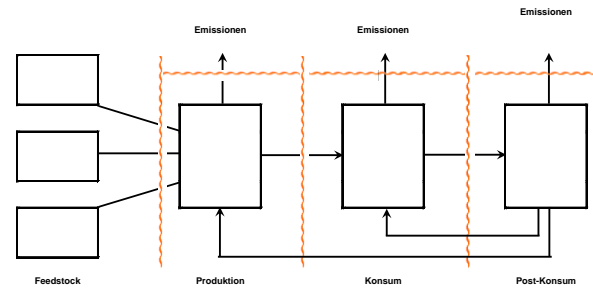 Emissionen
Emissionen
Emissionen
Feedstock
Produktion
Konsum
Post-Konsum